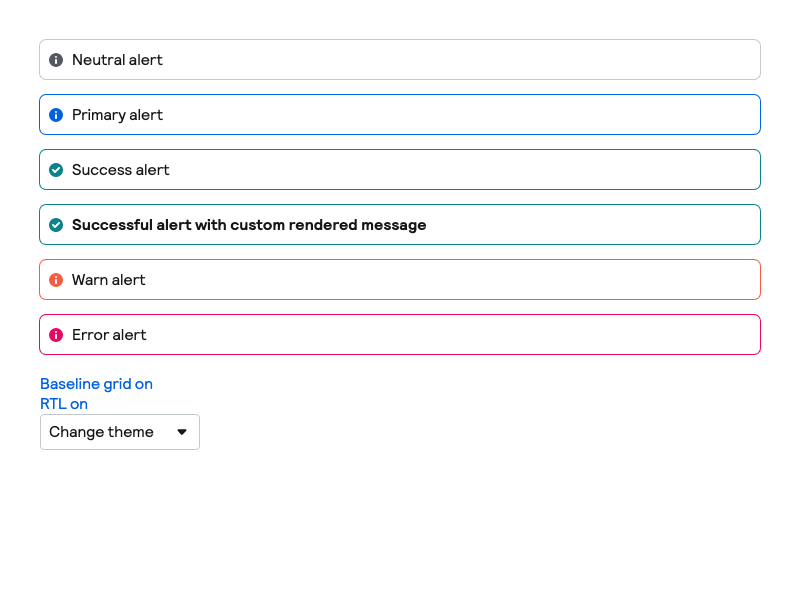 Neutral alert
Primary alert
Success alert
Successful alert with custom rendered message
Warn alert
Error alert
Baseline grid on
RTL on
Change theme